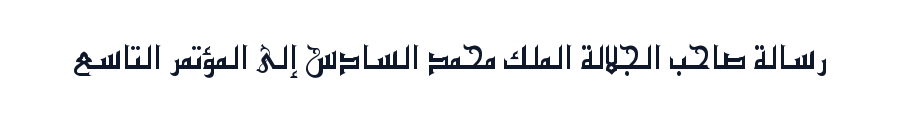 رسالة صاحب الجلالة الملك محمد السادس إلى المؤتمر التاسع